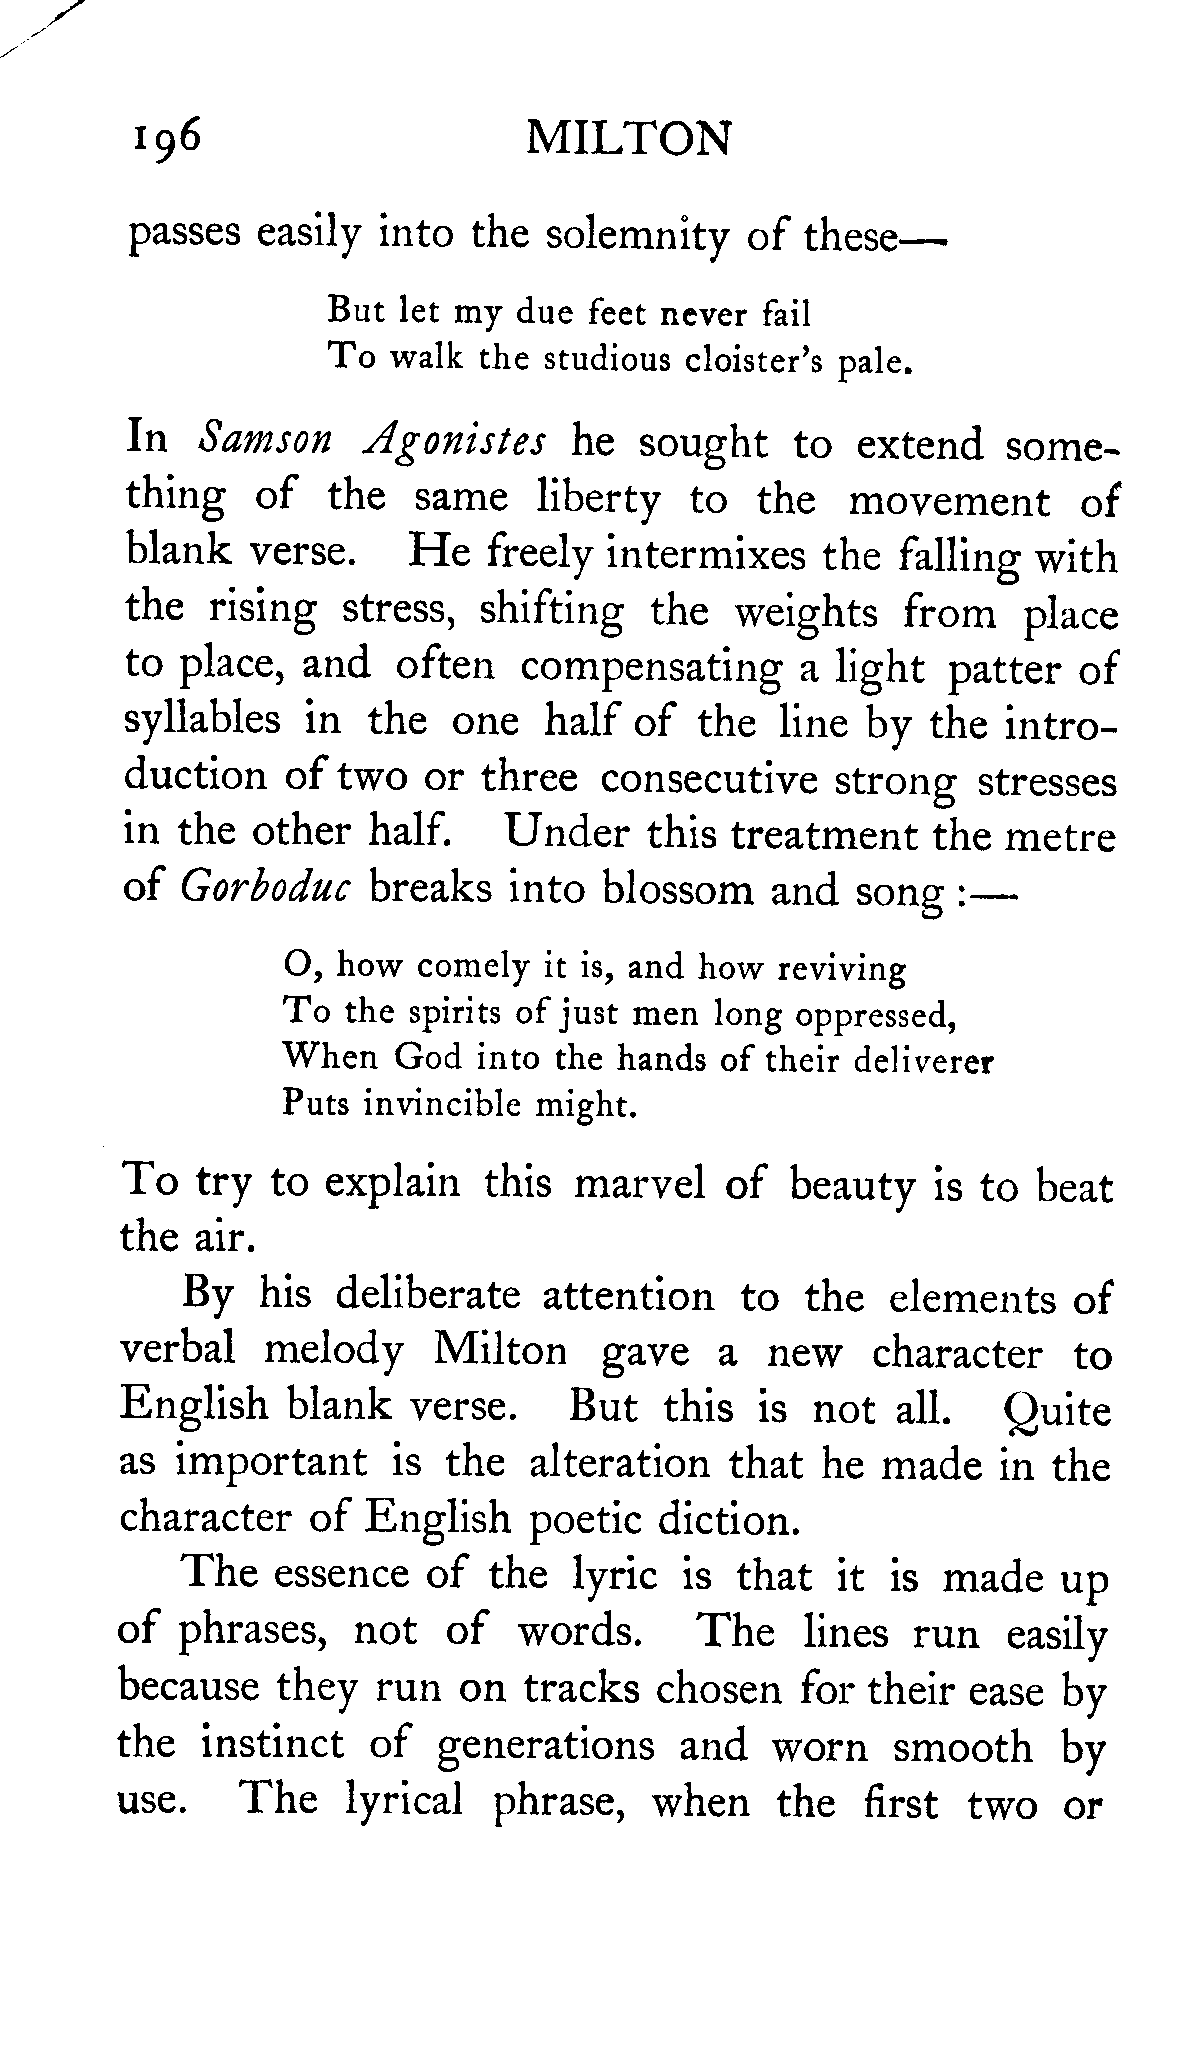 196 MILTON
passes easily into the solemnity of these—
But let my due feet never fail
To walk the studious cloister's pale.
In Samson Agonistes he sought to extend some-
thing of the same liberty to the movement of
blank verse. He freely intermixes the falling with
the rising stress, shifting the weights from place
to place, and often compensating a light patter of
syllables in the one half of the line by the intro-
duction of two or three consecutive strong stresses
in the other half. Under this treatment the metre
of Gorboduc breaks into blossom and song :—
O, how comely it is, and how reviving
To the spirits of just men long oppressed,
When God into the hands of their deliverer
Puts invincible might.
To try to explain this marvel of beauty is to beat
the air.
By his deliberate attention to the elements of
verbal melody Milton gave a new character to
English blank verse. But this is not all. Quite
as important is the alteration that he made in the
character of English poetic diction.
The essence of the lyric is that it is made up
of phrases, not of words. The lines run easily
because they run on tracks chosen for their ease by
the instinct of generations and worn smooth by
use. The lyrical phrase, when the first two or